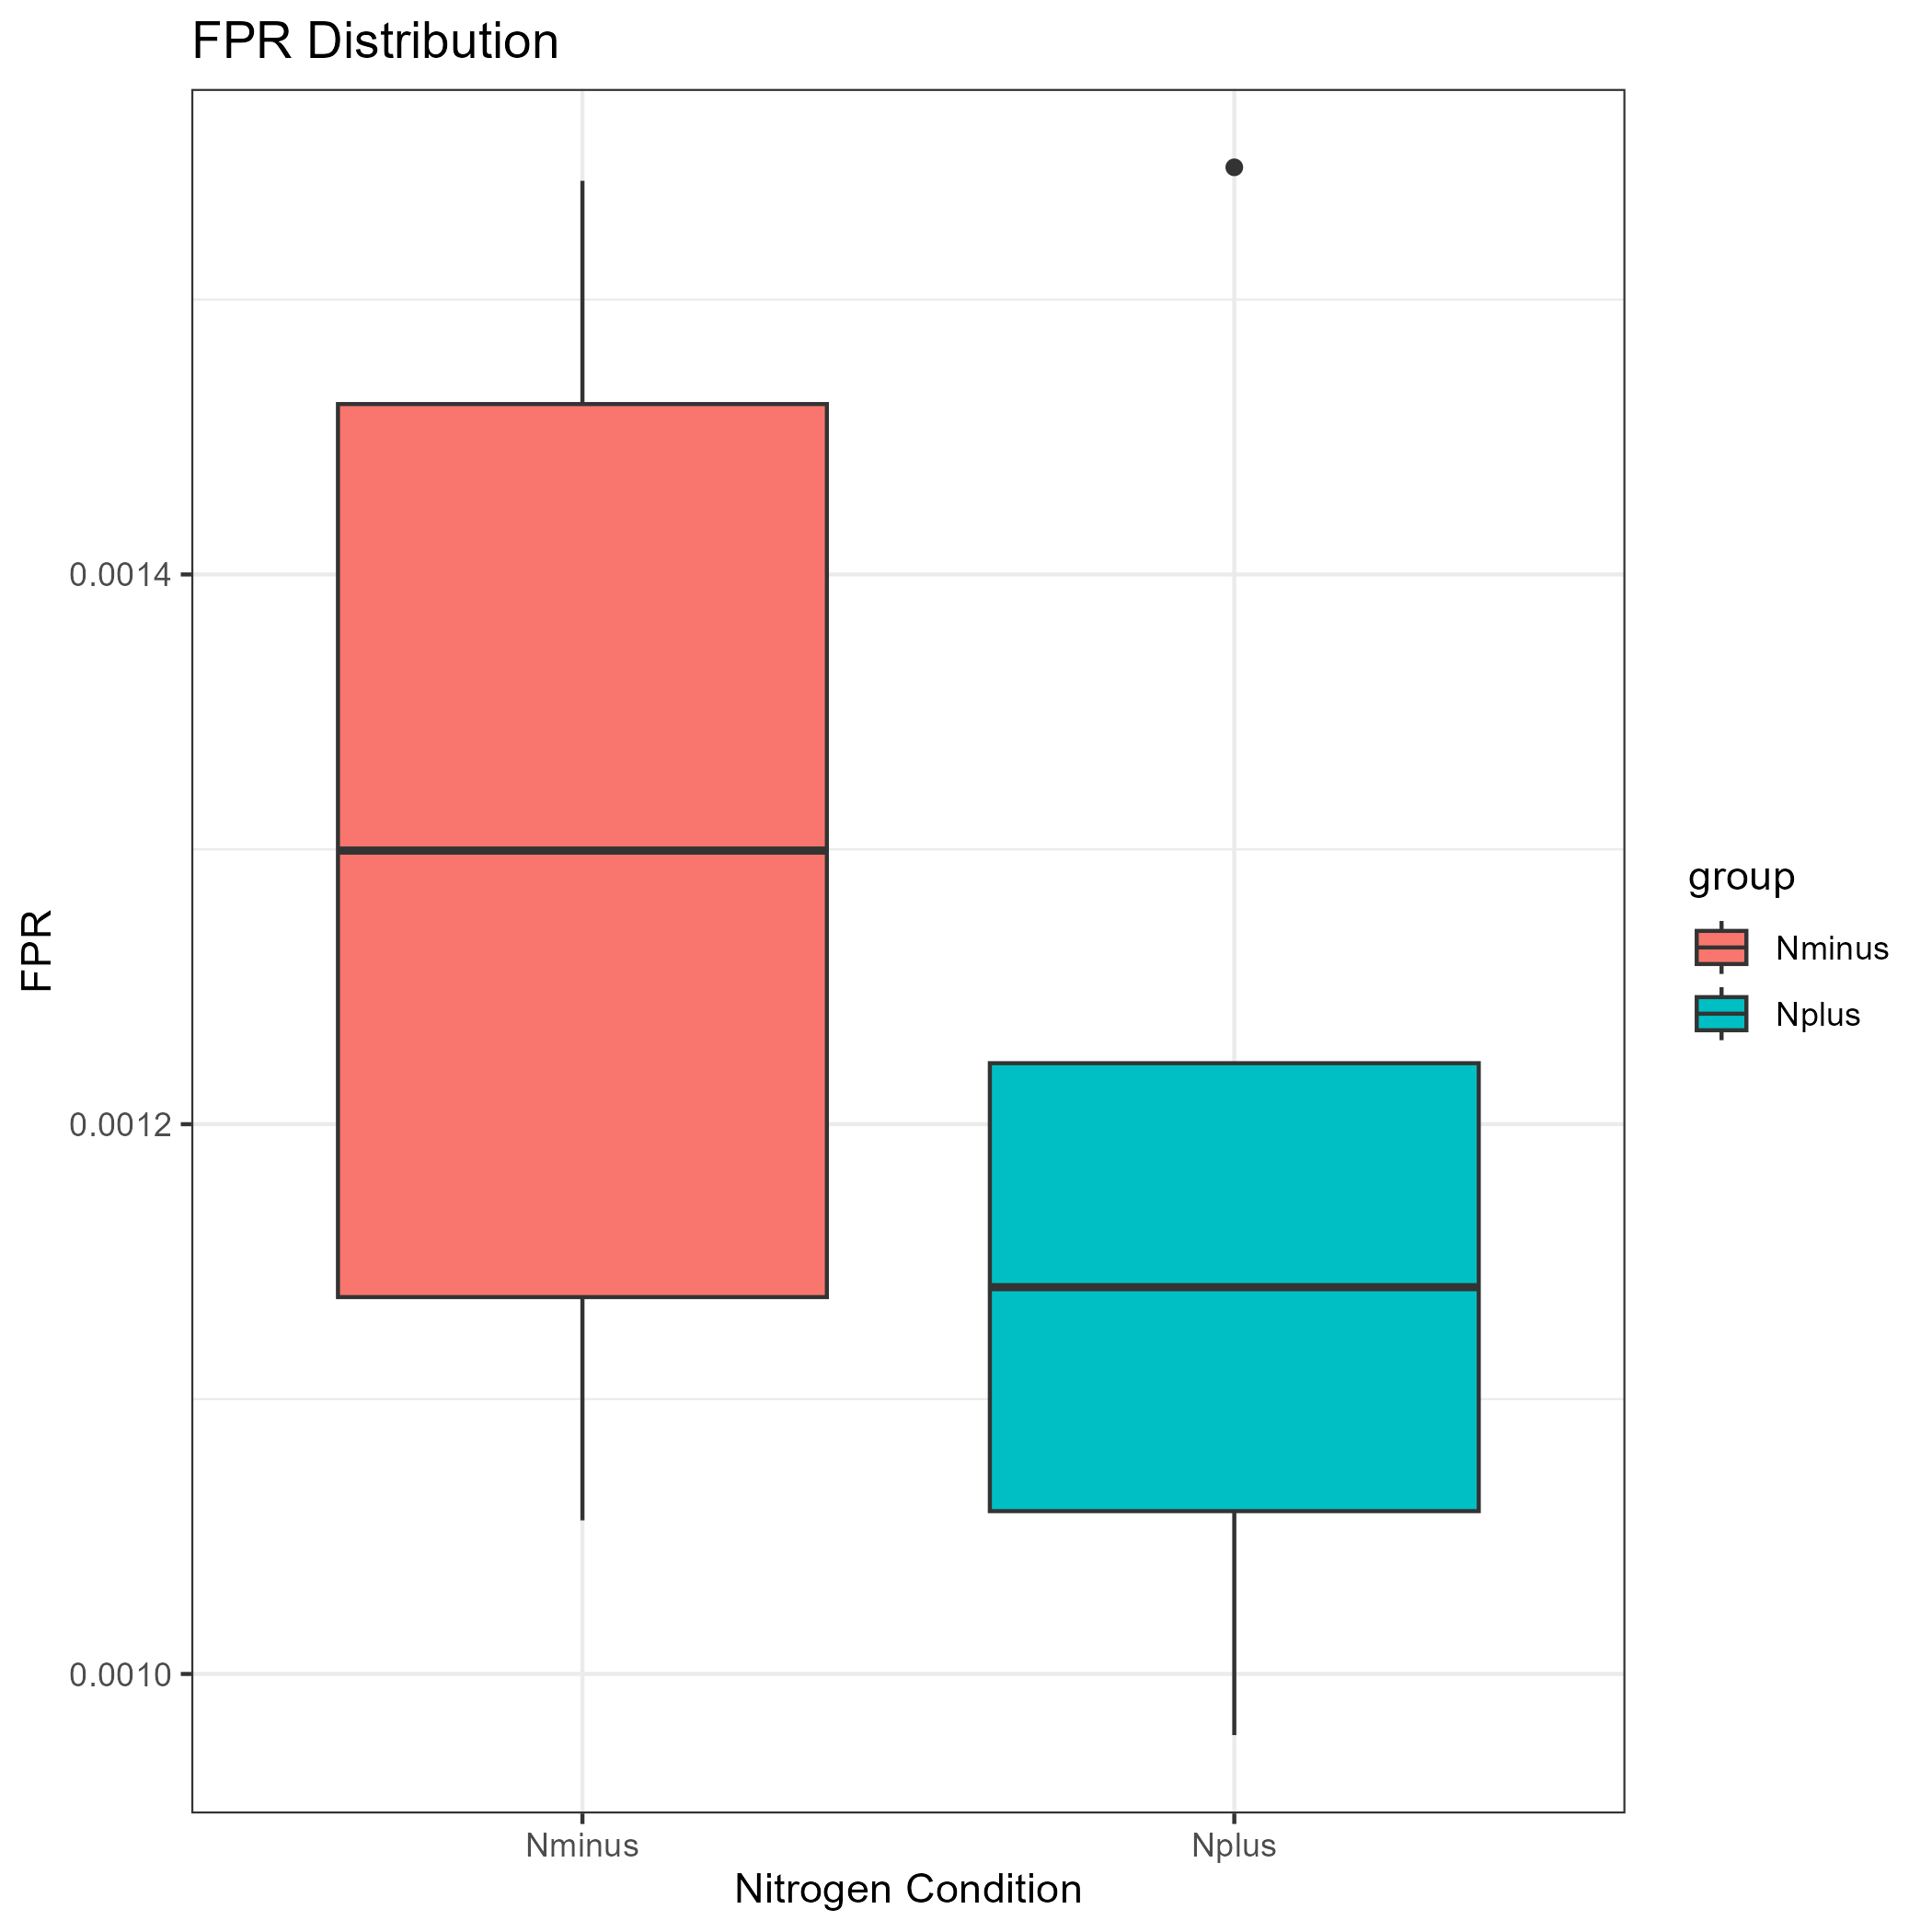 FPR Distribution
FPR
0.0014
0.0012
0.0010
Nminus
Nplus
Nitrogen Condition
group
Nminus
Nplus